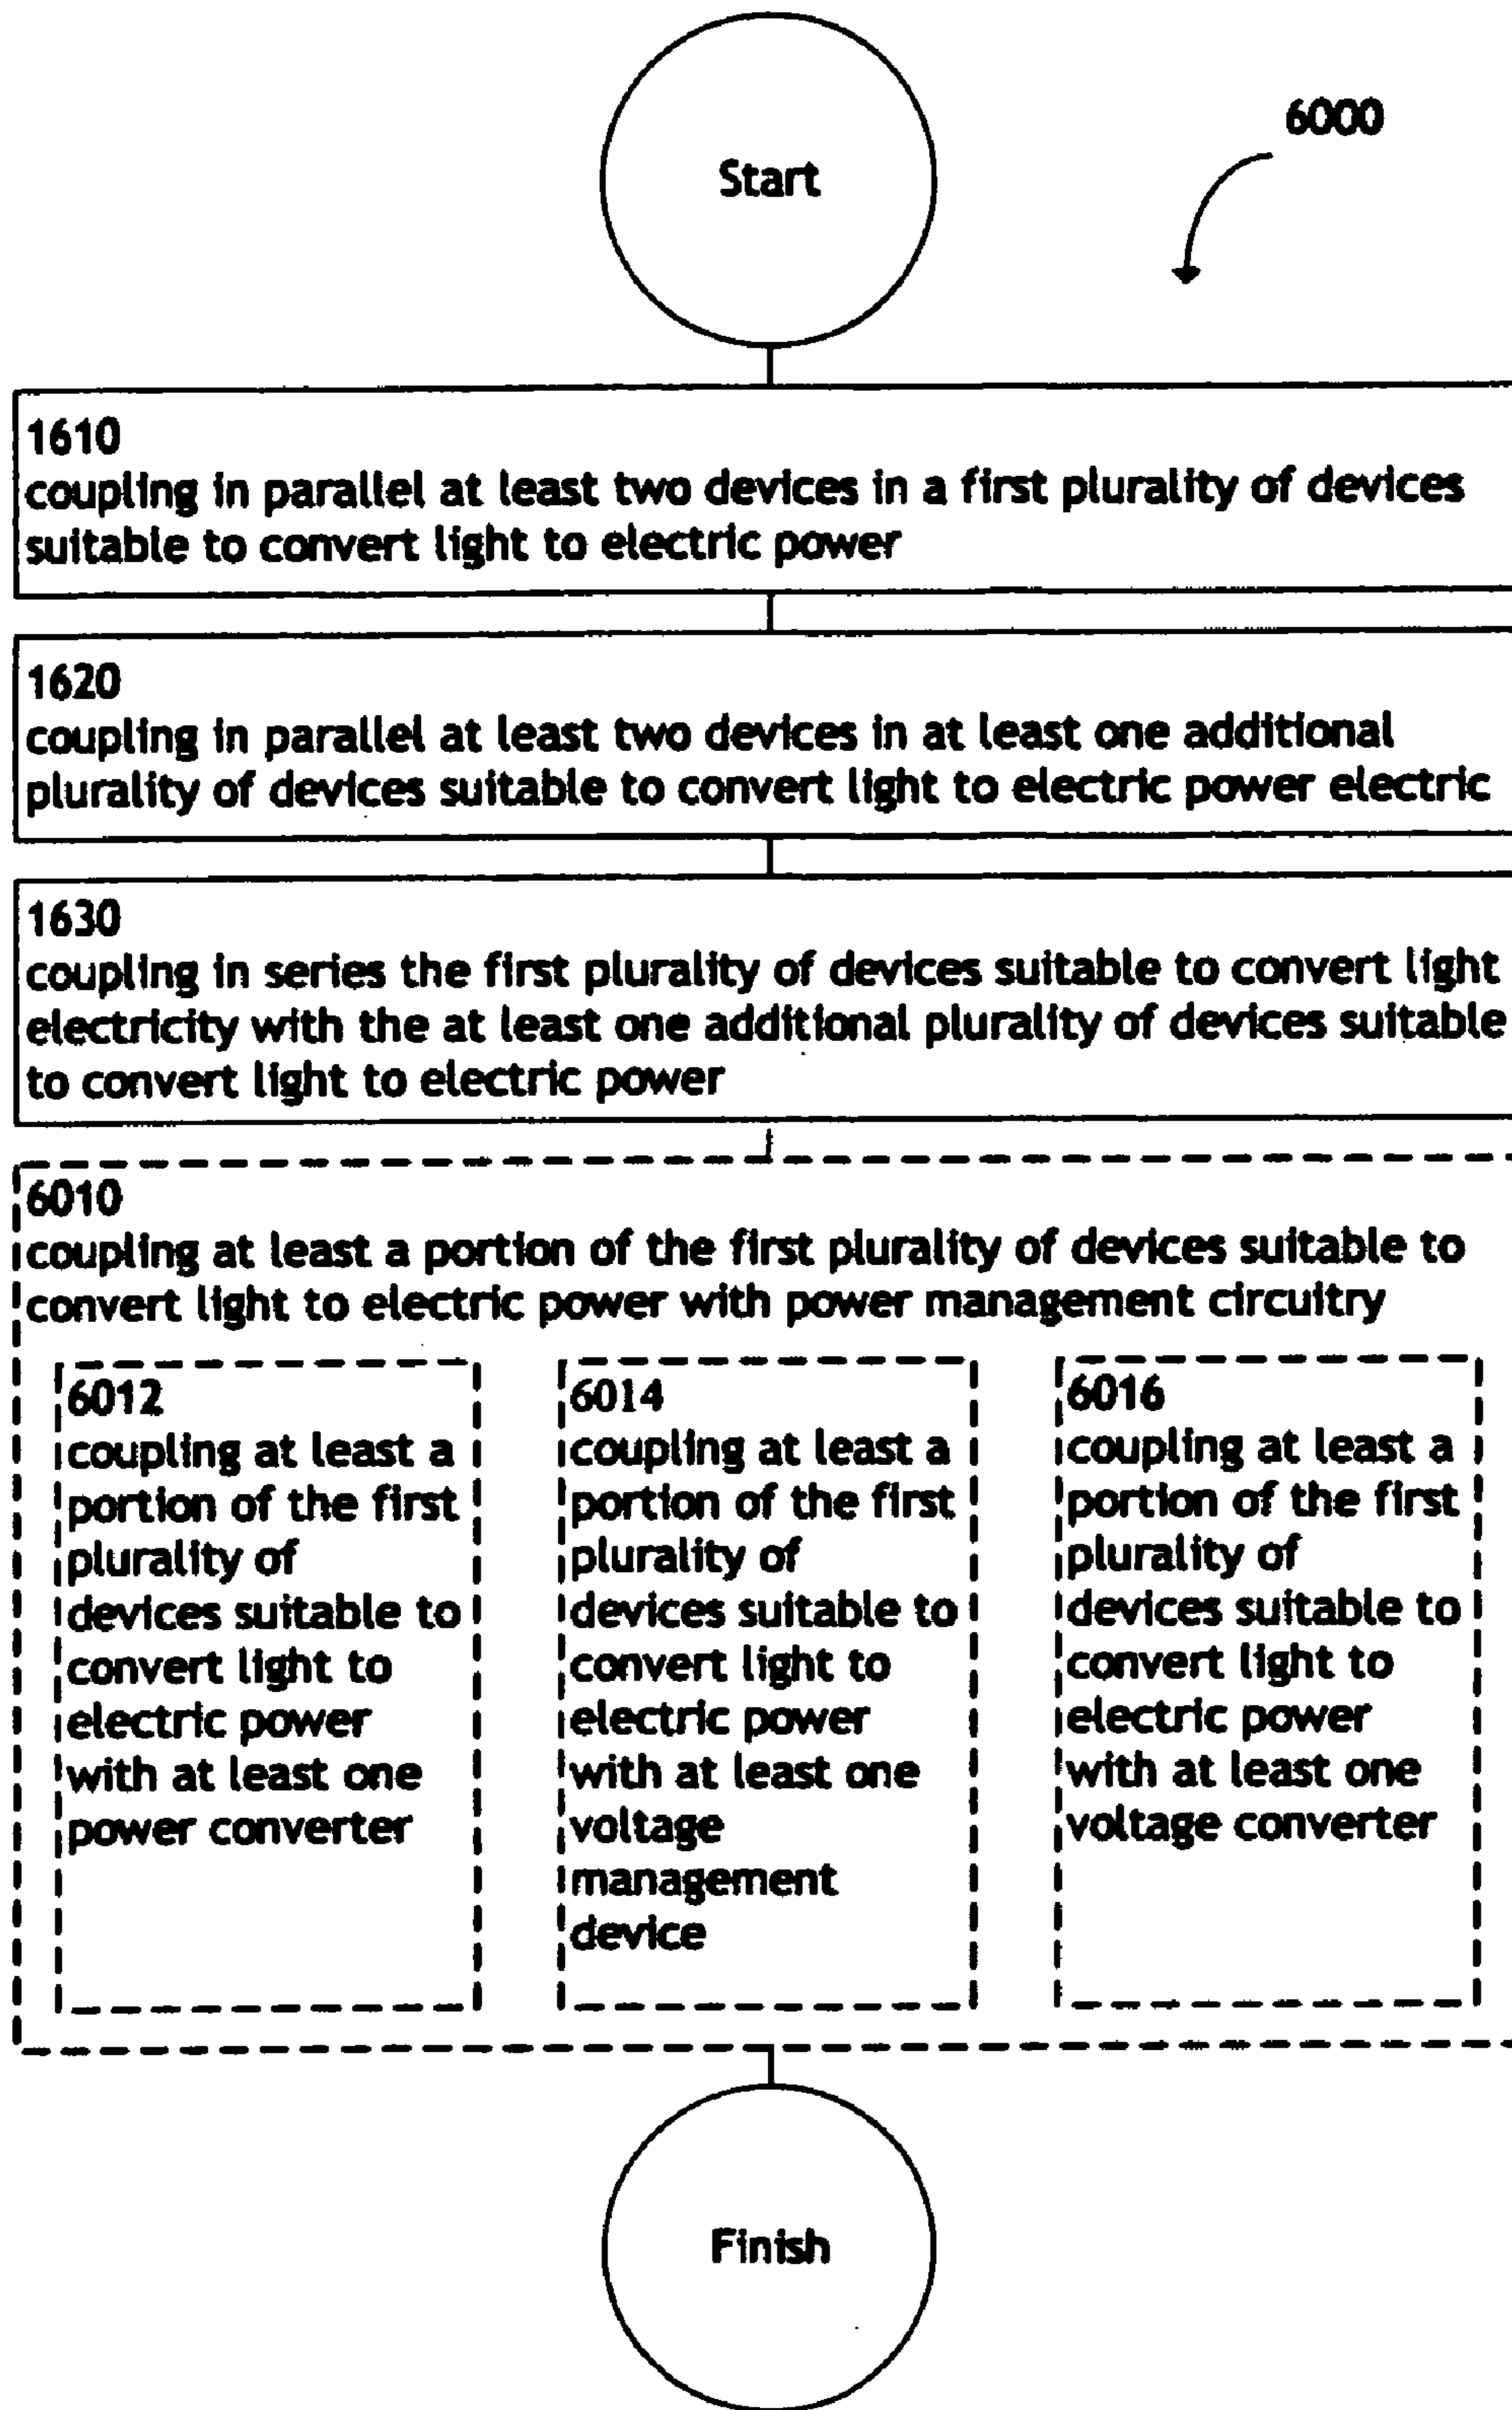 Start
6000
1610
coupling in parallel at least two devices in a first plurality of devices
suitable to convert light to electric power
1620
coupling in parallel at least two devices in at least one additional
plurality of devices suitable to convert light to electric power electric
1630
coupling in series the first plurality of devices suitable to convert light
electricity with the at least one additional plurality of devices suitable
to convert light to electric power
6010
coupling at least a portion of the first plurality of devices suitable to
convert light to electric power with power management circuitry
6012
coupling at least a
portion of the first
plurality of
devices suitable to
convert light to
electric power
with at least one
power converter
6014
coupling at least a
portion of the first
plurality of
devices suitable to
convert light to
electric power
with at least one
voltage
management
device
6016
coupling at least a
portion of the first
plurality of
devices suitable to
convert light to
electric power
with at least one
voltage converter
Finish